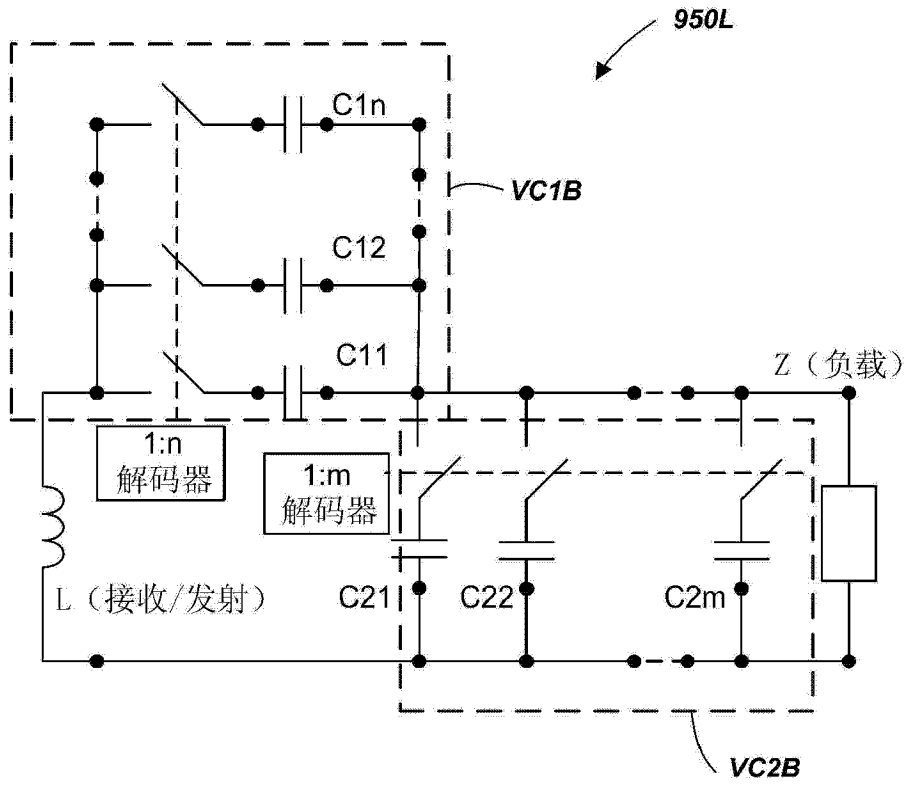 950L
C1n
VC1B
C12
C11
Z（负载）
1:n
解码器
1:m
解码器
L（接收/发射）
C21
C22
C2m
VC2B